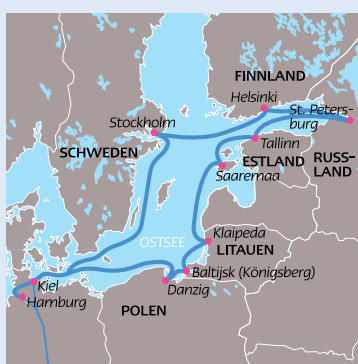 FINNLAND
Helsinki
St. Peters-
burg
Stockholm
Tallinn
SCHWEDEN
ESTLAND
RUSS-
LAND
Saaremaa
Klaipeda
OSTSEE
LITAUEN
Baltijsk (Königsberg)
Kiel
Danzig
Hamburg
POLEN